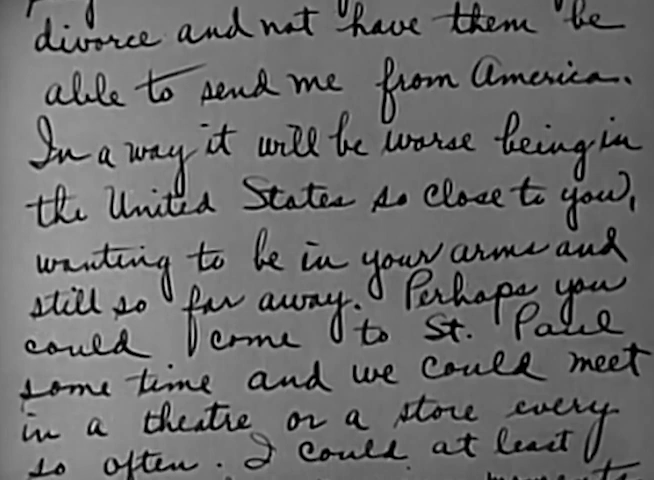 divorce and not have them be
able to send me from America.
In a way it will be worse being in
the United States so close to you,
wanting to be in your arms and
still so far away. Perhaps you
could come to St. Paul
some time and we could meet
in a theatre or a store every
so often. I could at least
moments